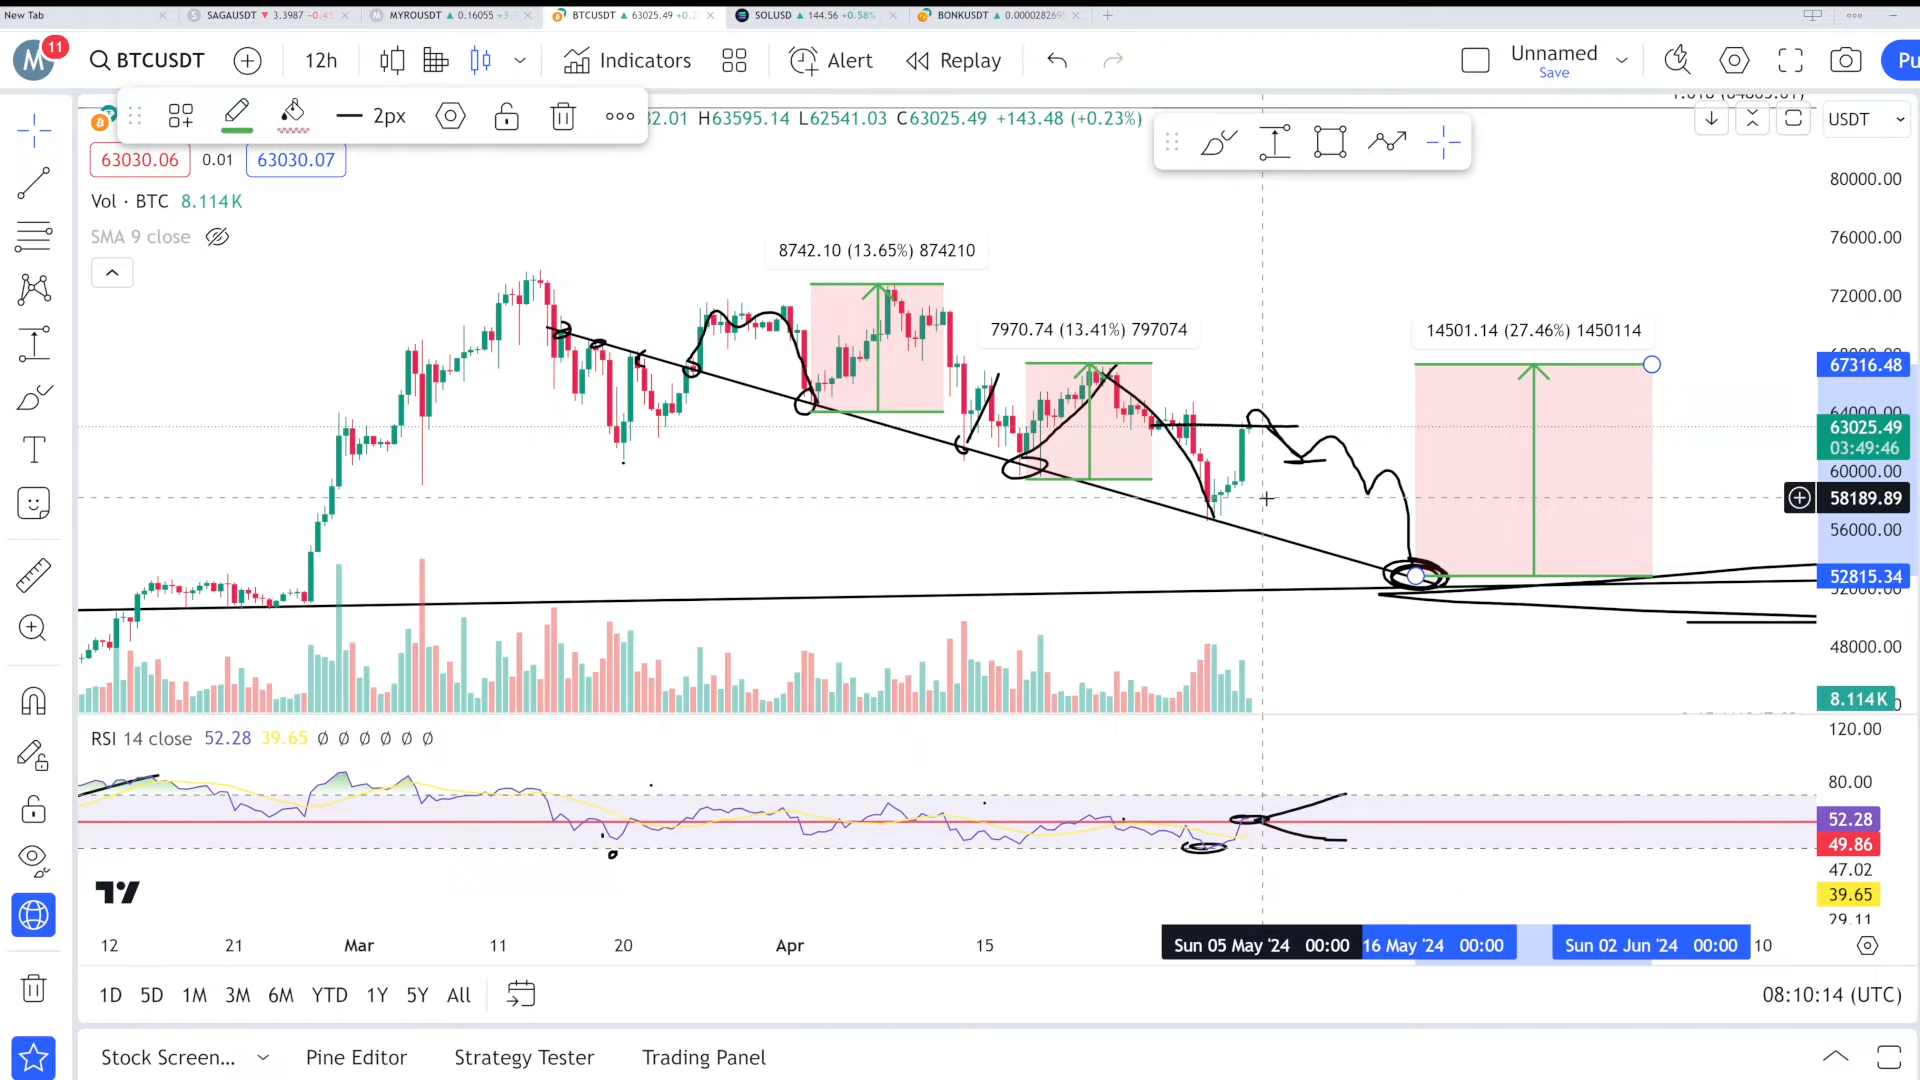 New Tab
SAGAUSDT ▼ 3.3987
MYROUSDT ▲ 0.16055
BTCUSDT ▲ 63025.49
SOLUSD ▲ 144.56 +0.58%
BONKUSDT ▲
M 11
BTCUSDT
12h
Indicators
Alert
Replay
Unnamed
Save
Pu
2px
H63595.14 L62541.03 C63025.49 +143.48 (+0.23%)
USDT
63030.06 0.01 63030.07
Vol · BTC 8.114K
SMA 9 close
80000.00
76000.00
8742.10 (13.65%) 874210
72000.00
7970.74 (13.41%) 797074
14501.14 (27.46%) 1450114
67316.48
63025.49
03:49:46
60000.00
58189.89
56000.00
52815.34
48000.00
8.114K
RSI 14 close 52.28 39.65 Ø Ø Ø Ø Ø Ø
120.00
80.00
52.28
49.86
47.02
39.65
29.11
12 21 Mar 11 20 Apr 15 Sun 05 May '24 00:00 16 May '24 00:00 Sun 02 Jun '24 00:00 10
1D 5D 1M 3M 6M YTD 1Y 5Y All
08:10:14 (UTC)
Stock Screen... Pine Editor Strategy Tester Trading Panel